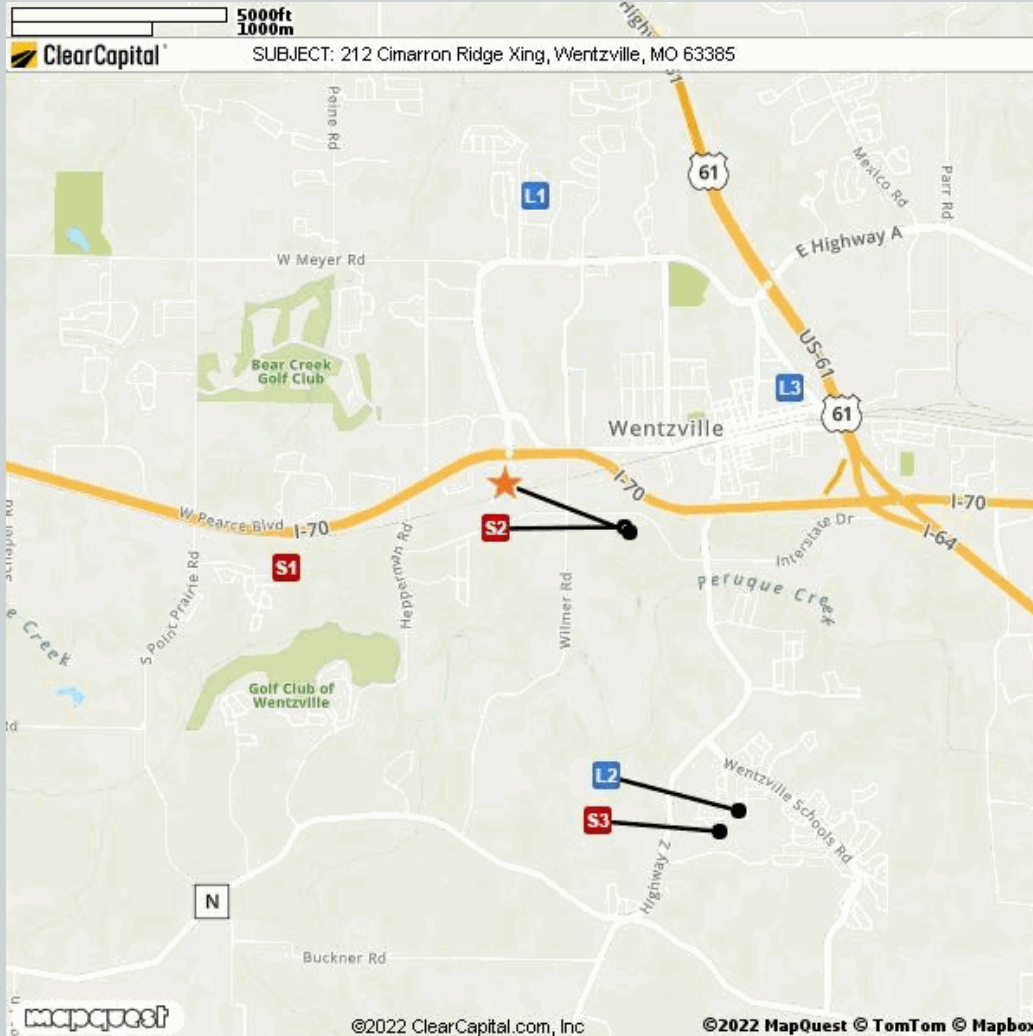 5000ft
1000m
ClearCapital
SUBJECT: 212 Cimarron Ridge Xing, Wentzville, MO 63385
Peine Rd
61
Mexico Rd
Parr Rd
L1
E Highway A
W Meyer Rd
US-61
Bear Creek
Golf Club
L3
61
Wentzville
I-70
I-70
W Pearce Blvd
I-70
S2
Interstate Dr
I-64
S1
Peruque Creek
Heppermann Rd
Wilmer Rd
S Point Prairie Rd
e Creek
Golf Club of
Wentzville
Rd
L2
Wentzville Schools Rd
S3
Highway Z
N
Buckner Rd
mapquest
©2022 ClearCapital.com, Inc
©2022 MapQuest © TomTom © Mapbox